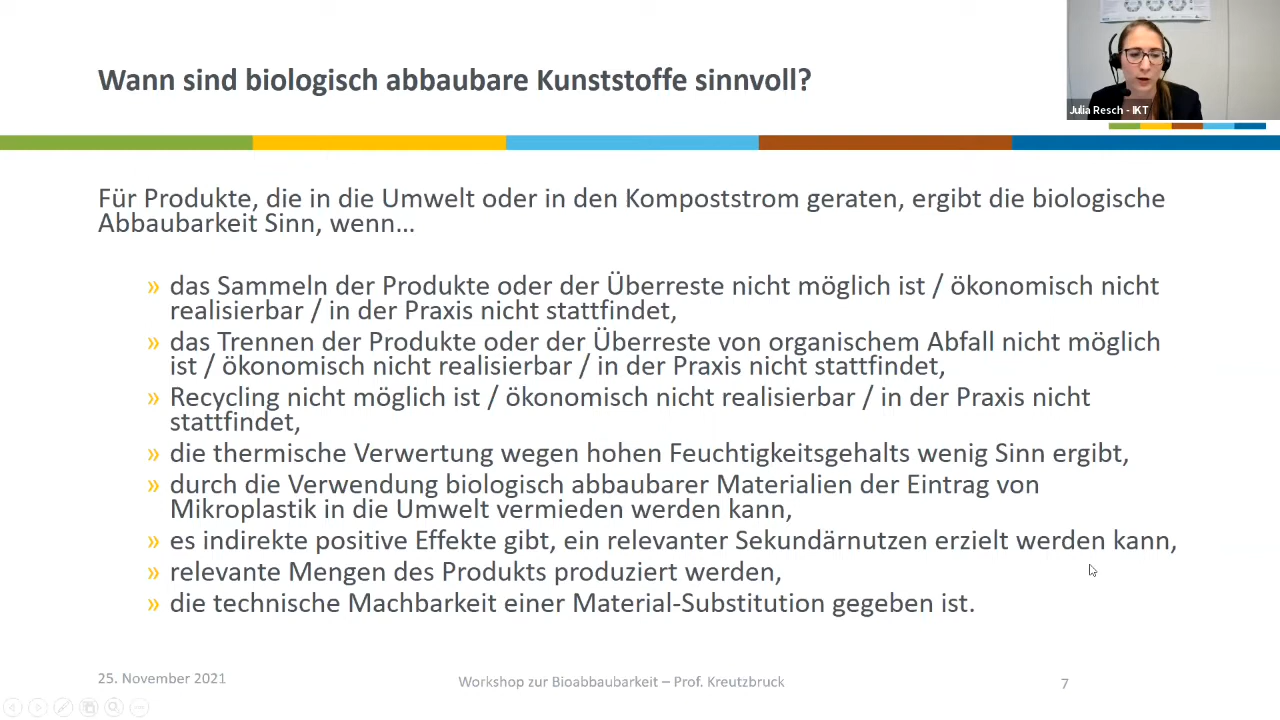 Wann sind biologisch abbaubare Kunststoffe sinnvoll?
Julia Resch - IKT
Für Produkte, die in die Umwelt oder in den Kompoststrom geraten, ergibt die biologische
Abbaubarkeit Sinn, wenn...
» das Sammeln der Produkte oder der Überreste nicht möglich ist / ökonomisch nicht
realisierbar / in der Praxis nicht stattfindet,
» das Trennen der Produkte oder der Überreste von organischem Abfall nicht möglich
ist / ökonomisch nicht realisierbar / in der Praxis nicht stattfindet,
» Recycling nicht möglich ist / ökonomisch nicht realisierbar / in der Praxis nicht
stattfindet,
» die thermische Verwertung wegen hohen Feuchtigkeitsgehalts wenig Sinn ergibt,
» durch die Verwendung biologisch abbaubarer Materialien der Eintrag von
Mikroplastik in die Umwelt vermieden werden kann,
» es indirekte positive Effekte gibt, ein relevanter Sekundärnutzen erzielt werden kann,
» relevante Mengen des Produkts produziert werden,
» die technische Machbarkeit einer Material-Substitution gegeben ist.
25. November 2021
Workshop zur Bioabbaubarkeit – Prof. Kreutzbruck
7